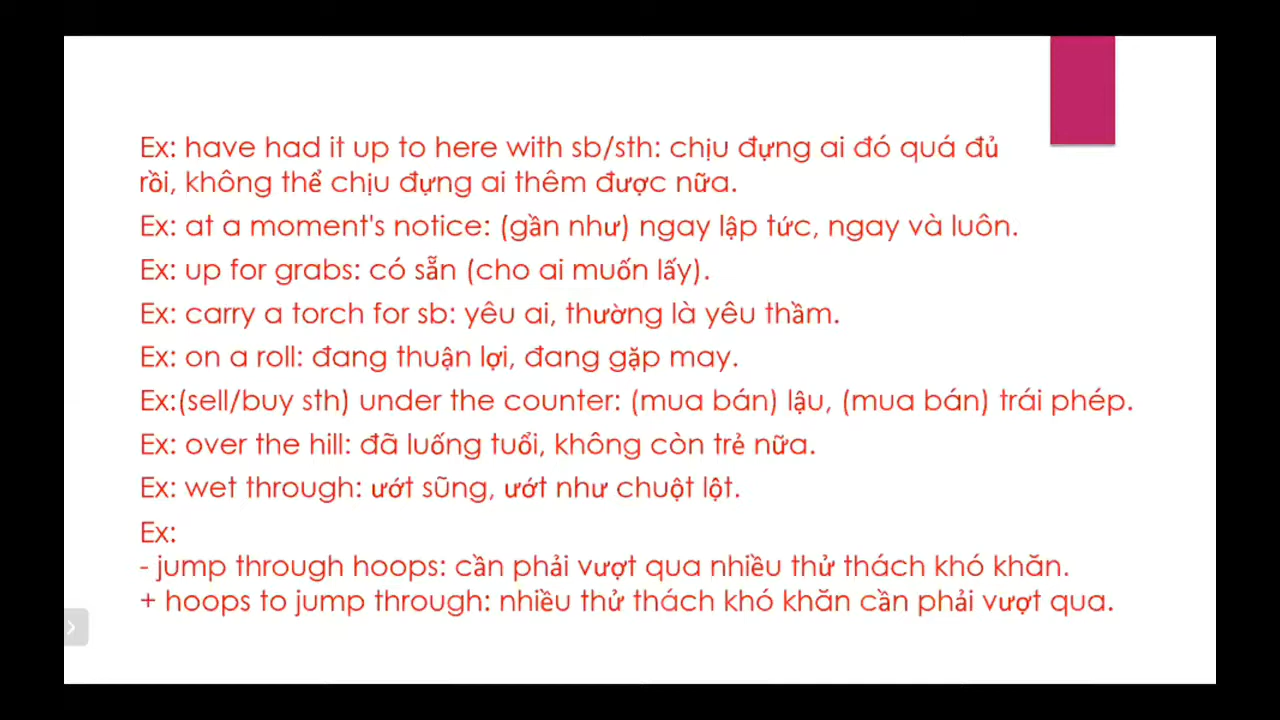 Ex: have had it up to here with sb/sth: chịu đựng ai đó quá đủ
rồi, không thể chịu đựng ai thêm được nữa.
Ex: at a moment's notice: (gần như) ngay lập tức, ngay và luôn.
Ex: up for grabs: có sẵn (cho ai muốn lấy).
Ex: carry a torch for sb: yêu ai, thường là yêu thầm.
Ex: on a roll: đang thuận lợi, đang gặp may.
Ex:(sell/buy sth) under the counter: (mua bán) lậu, (mua bán) trái phép.
Ex: over the hill: đã luống tuổi, không còn trẻ nữa.
Ex: wet through: ướt sũng, ướt như chuột lột.
Ex:
- jump through hoops: cần phải vượt qua nhiều thử thách khó khăn.
+ hoops to jump through: nhiều thử thách khó khăn cần phải vượt qua.